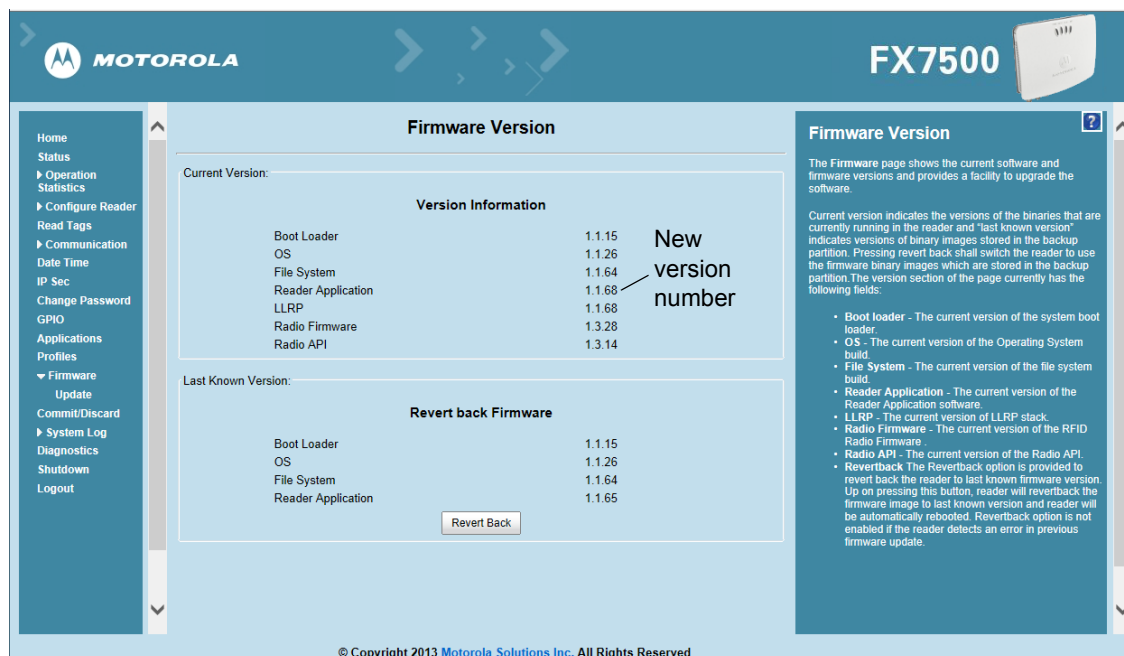 MOTOROLA
FX7500
Home
Status
Operation
Statistics
Configure Reader
Read Tags
Communication
Date Time
IP Sec
Change Password
GPIO
Applications
Profiles
Firmware
Update
Commit/Discard
System Log
Diagnostics
Shutdown
Logout
Firmware Version
Current Version:
Version Information
Boot Loader 1.1.15
OS 1.1.26
File System 1.1.64
Reader Application 1.1.68
LLRP 1.1.68
Radio Firmware 1.3.28
Radio API 1.3.14
New
version
number
Last Known Version:
Revert back Firmware
Boot Loader 1.1.15
OS 1.1.26
File System 1.1.64
Reader Application 1.1.65
Revert Back
?
Firmware Version
The Firmware page shows the current software and
firmware versions and provides a facility to upgrade the
software.
Current version indicates the versions of the binaries that are
currently running in the reader and "last known version"
indicates versions of binary images stored in the backup
partition. Pressing revert back shall switch the reader to use
the firmware binary images which are stored in the backup
partition.The version section of the page currently has the
following fields:
• Boot loader - The current version of the system boot
loader.
• OS - The current version of the Operating System
build.
• File System - The current version of the file system
build.
• Reader Application - The current version of the
Reader Application software.
• LLRP - The current version of LLRP stack.
• Radio Firmware - The current version of the RFID
Radio Firmware .
• Radio API - The current version of the Radio API.
• Revertback The Revertback option is provided to
revert back the reader to last known firmware version.
Up on pressing this button, reader will revertback the
firmware image to last known version and reader will
be automatically rebooted. Revertback option is not
enabled if the reader detects an error in previous
firmware update.
© Copyright 2013 Motorola Solutions Inc. All Rights Reserved